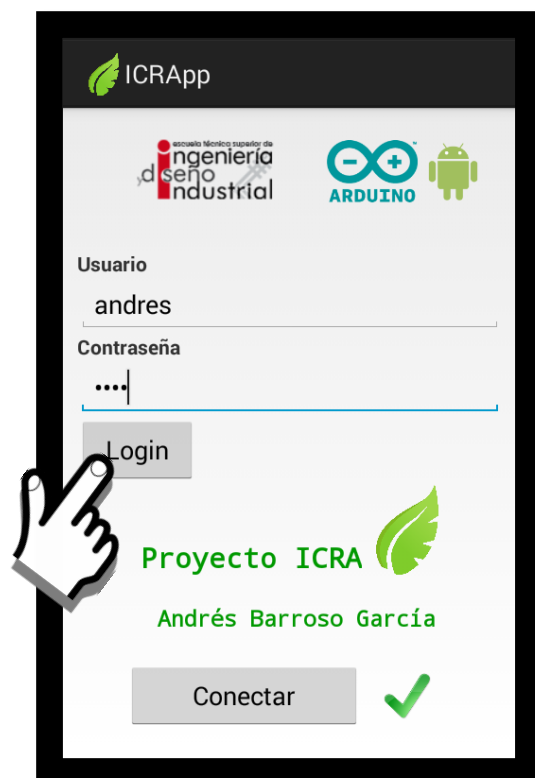 ICRApp
escuela técnica superior de
ingeniería
y diseño
industrial
ARDUINO
Usuario
andres
Contraseña
••••
Login
Proyecto ICRA
Andrés Barroso García
Conectar